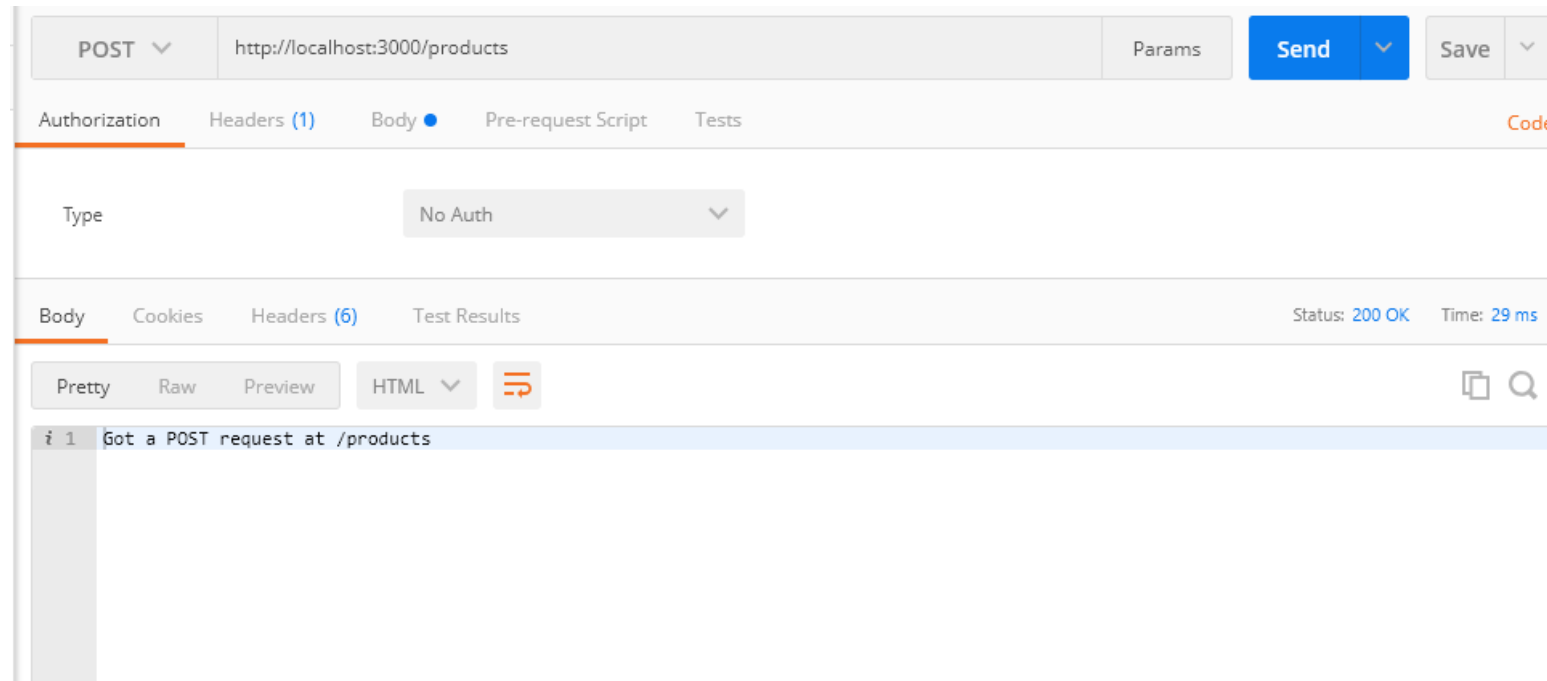 POST http://localhost:3000/products Params Send Save
Authorization Headers (1) Body Pre-request Script Tests Code
Type No Auth
Body Cookies Headers (6) Test Results Status: 200 OK Time: 29 ms
Pretty Raw Preview HTML
i 1 Got a POST request at /products